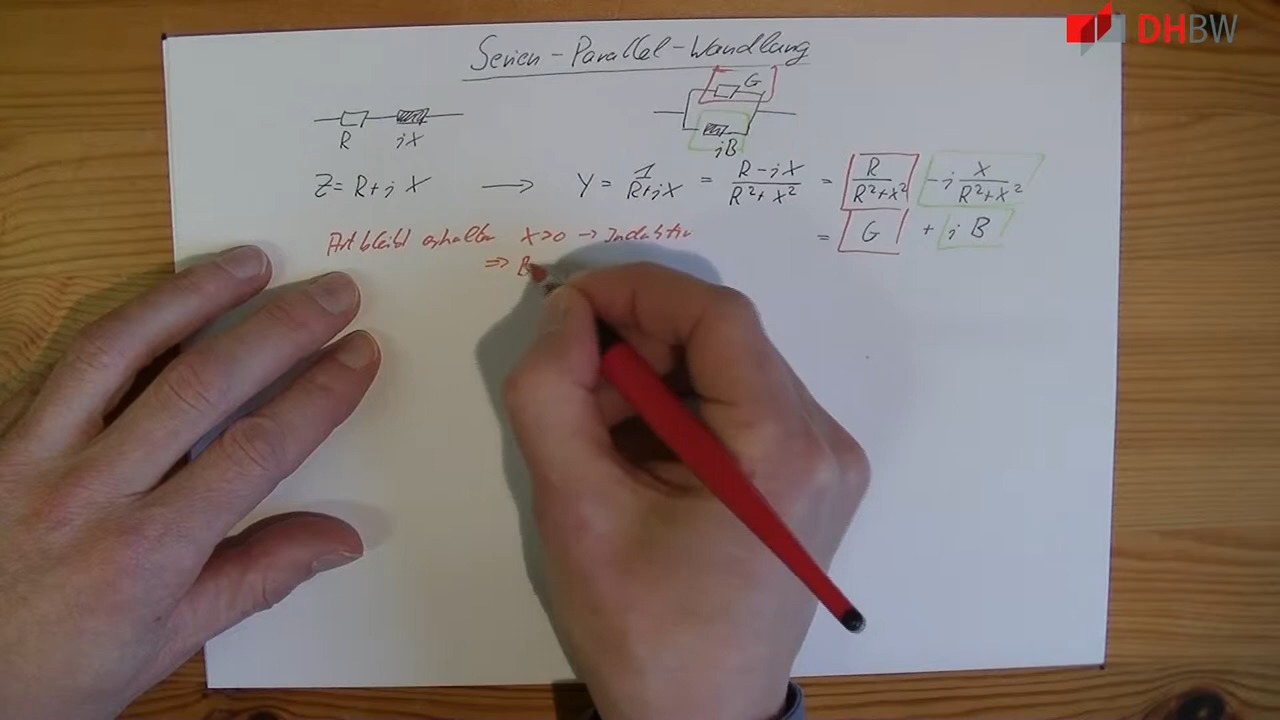 DHBW
Serien-Parallel-Wandlung
G
R jX
jB
Z = R + j X → Y = 1/(R+jX) = (R-jX)/(R²+X²) = R/(R²+X²) -j X/(R²+X²)
Art bleibt erhalten X>0 → Induktiv = G + j B
⇒ B